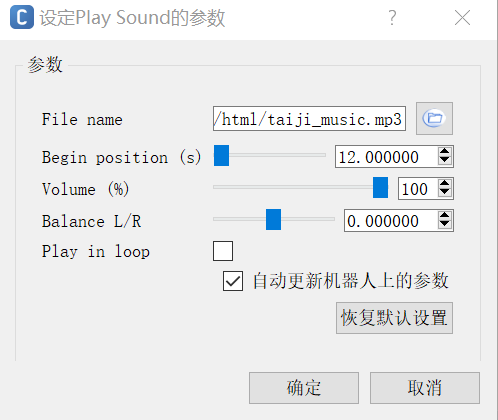 C 设定Play Sound的参数 ?
参数
File name /html/taiji_music.mp3
Begin position (s) 12.000000
Volume (%) 100
Balance L/R 0.000000
Play in loop
自动更新机器人上的参数
恢复默认设置
确定 取消